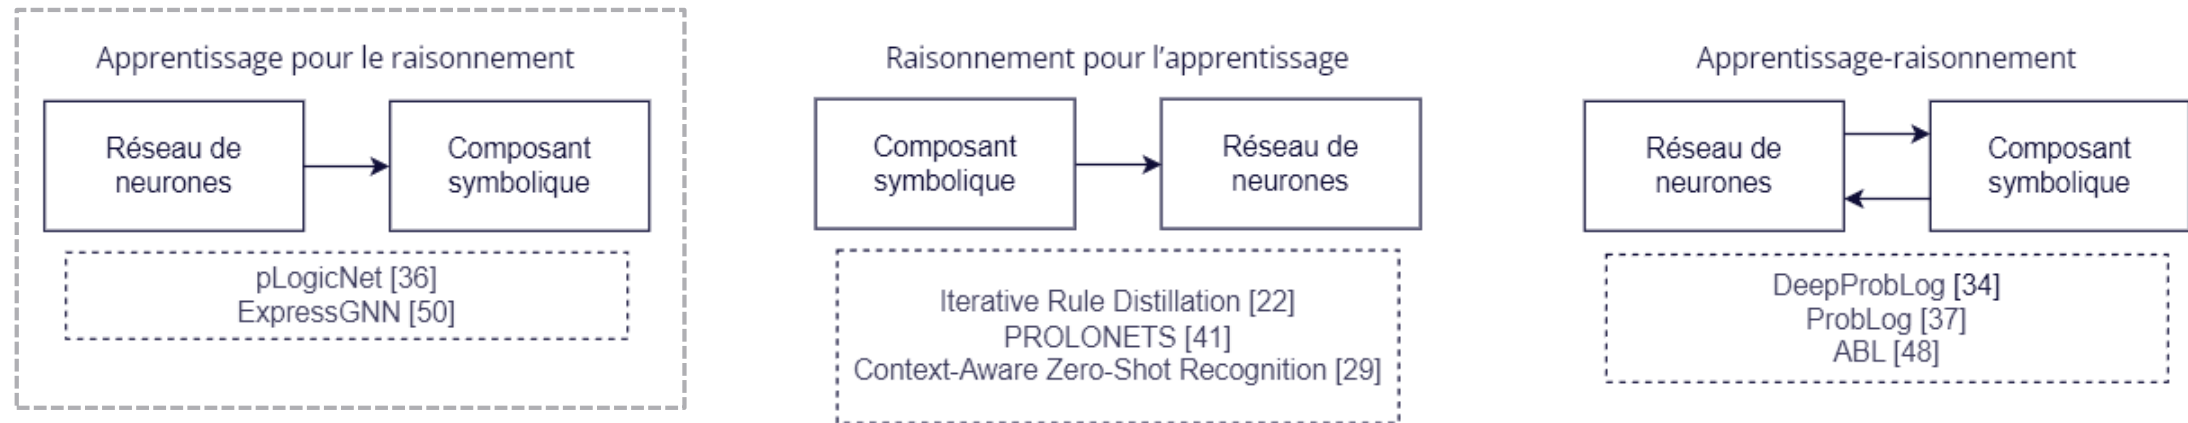 Apprentissage pour le raisonnement
Réseau de
neurones
Composant
symbolique
pLogicNet [36]
ExpressGNN [50]
Raisonnement pour l'apprentissage
Composant
symbolique
Réseau de
neurones
Iterative Rule Distillation [22]
PROLONETS [41]
Context-Aware Zero-Shot Recognition [29]
Apprentissage-raisonnement
Réseau de
neurones
Composant
symbolique
DeepProbLog [34]
ProbLog [37]
ABL [48]